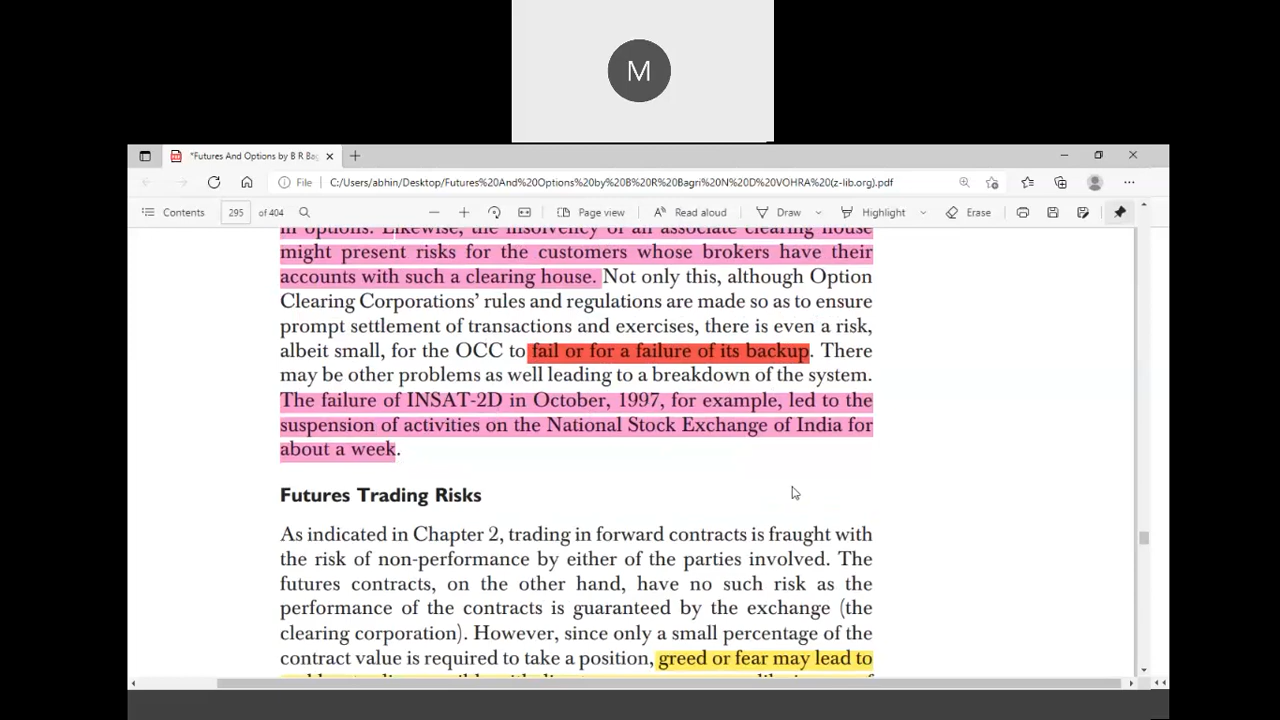 M
*Futures And Options by B R Bag
File C:/Users/abhin/Desktop/Futures%20And%20Options%20by%20B%20R%20Bagri%20N%20D%20VOHRA%20(z-lib.org).pdf
Contents 295 of 404 Page view Read aloud Draw Highlight Erase
in options. Likewise, the insolvency of an associate clearing house
might present risks for the customers whose brokers have their
accounts with such a clearing house. Not only this, although Option
Clearing Corporations' rules and regulations are made so as to ensure
prompt settlement of transactions and exercises, there is even a risk,
albeit small, for the OCC to fail or for a failure of its backup. There
may be other problems as well leading to a breakdown of the system.
The failure of INSAT-2D in October, 1997, for example, led to the
suspension of activities on the National Stock Exchange of India for
about a week.
Futures Trading Risks
As indicated in Chapter 2, trading in forward contracts is fraught with
the risk of non-performance by either of the parties involved. The
futures contracts, on the other hand, have no such risk as the
performance of the contracts is guaranteed by the exchange (the
clearing corporation). However, since only a small percentage of the
contract value is required to take a position, greed or fear may lead to